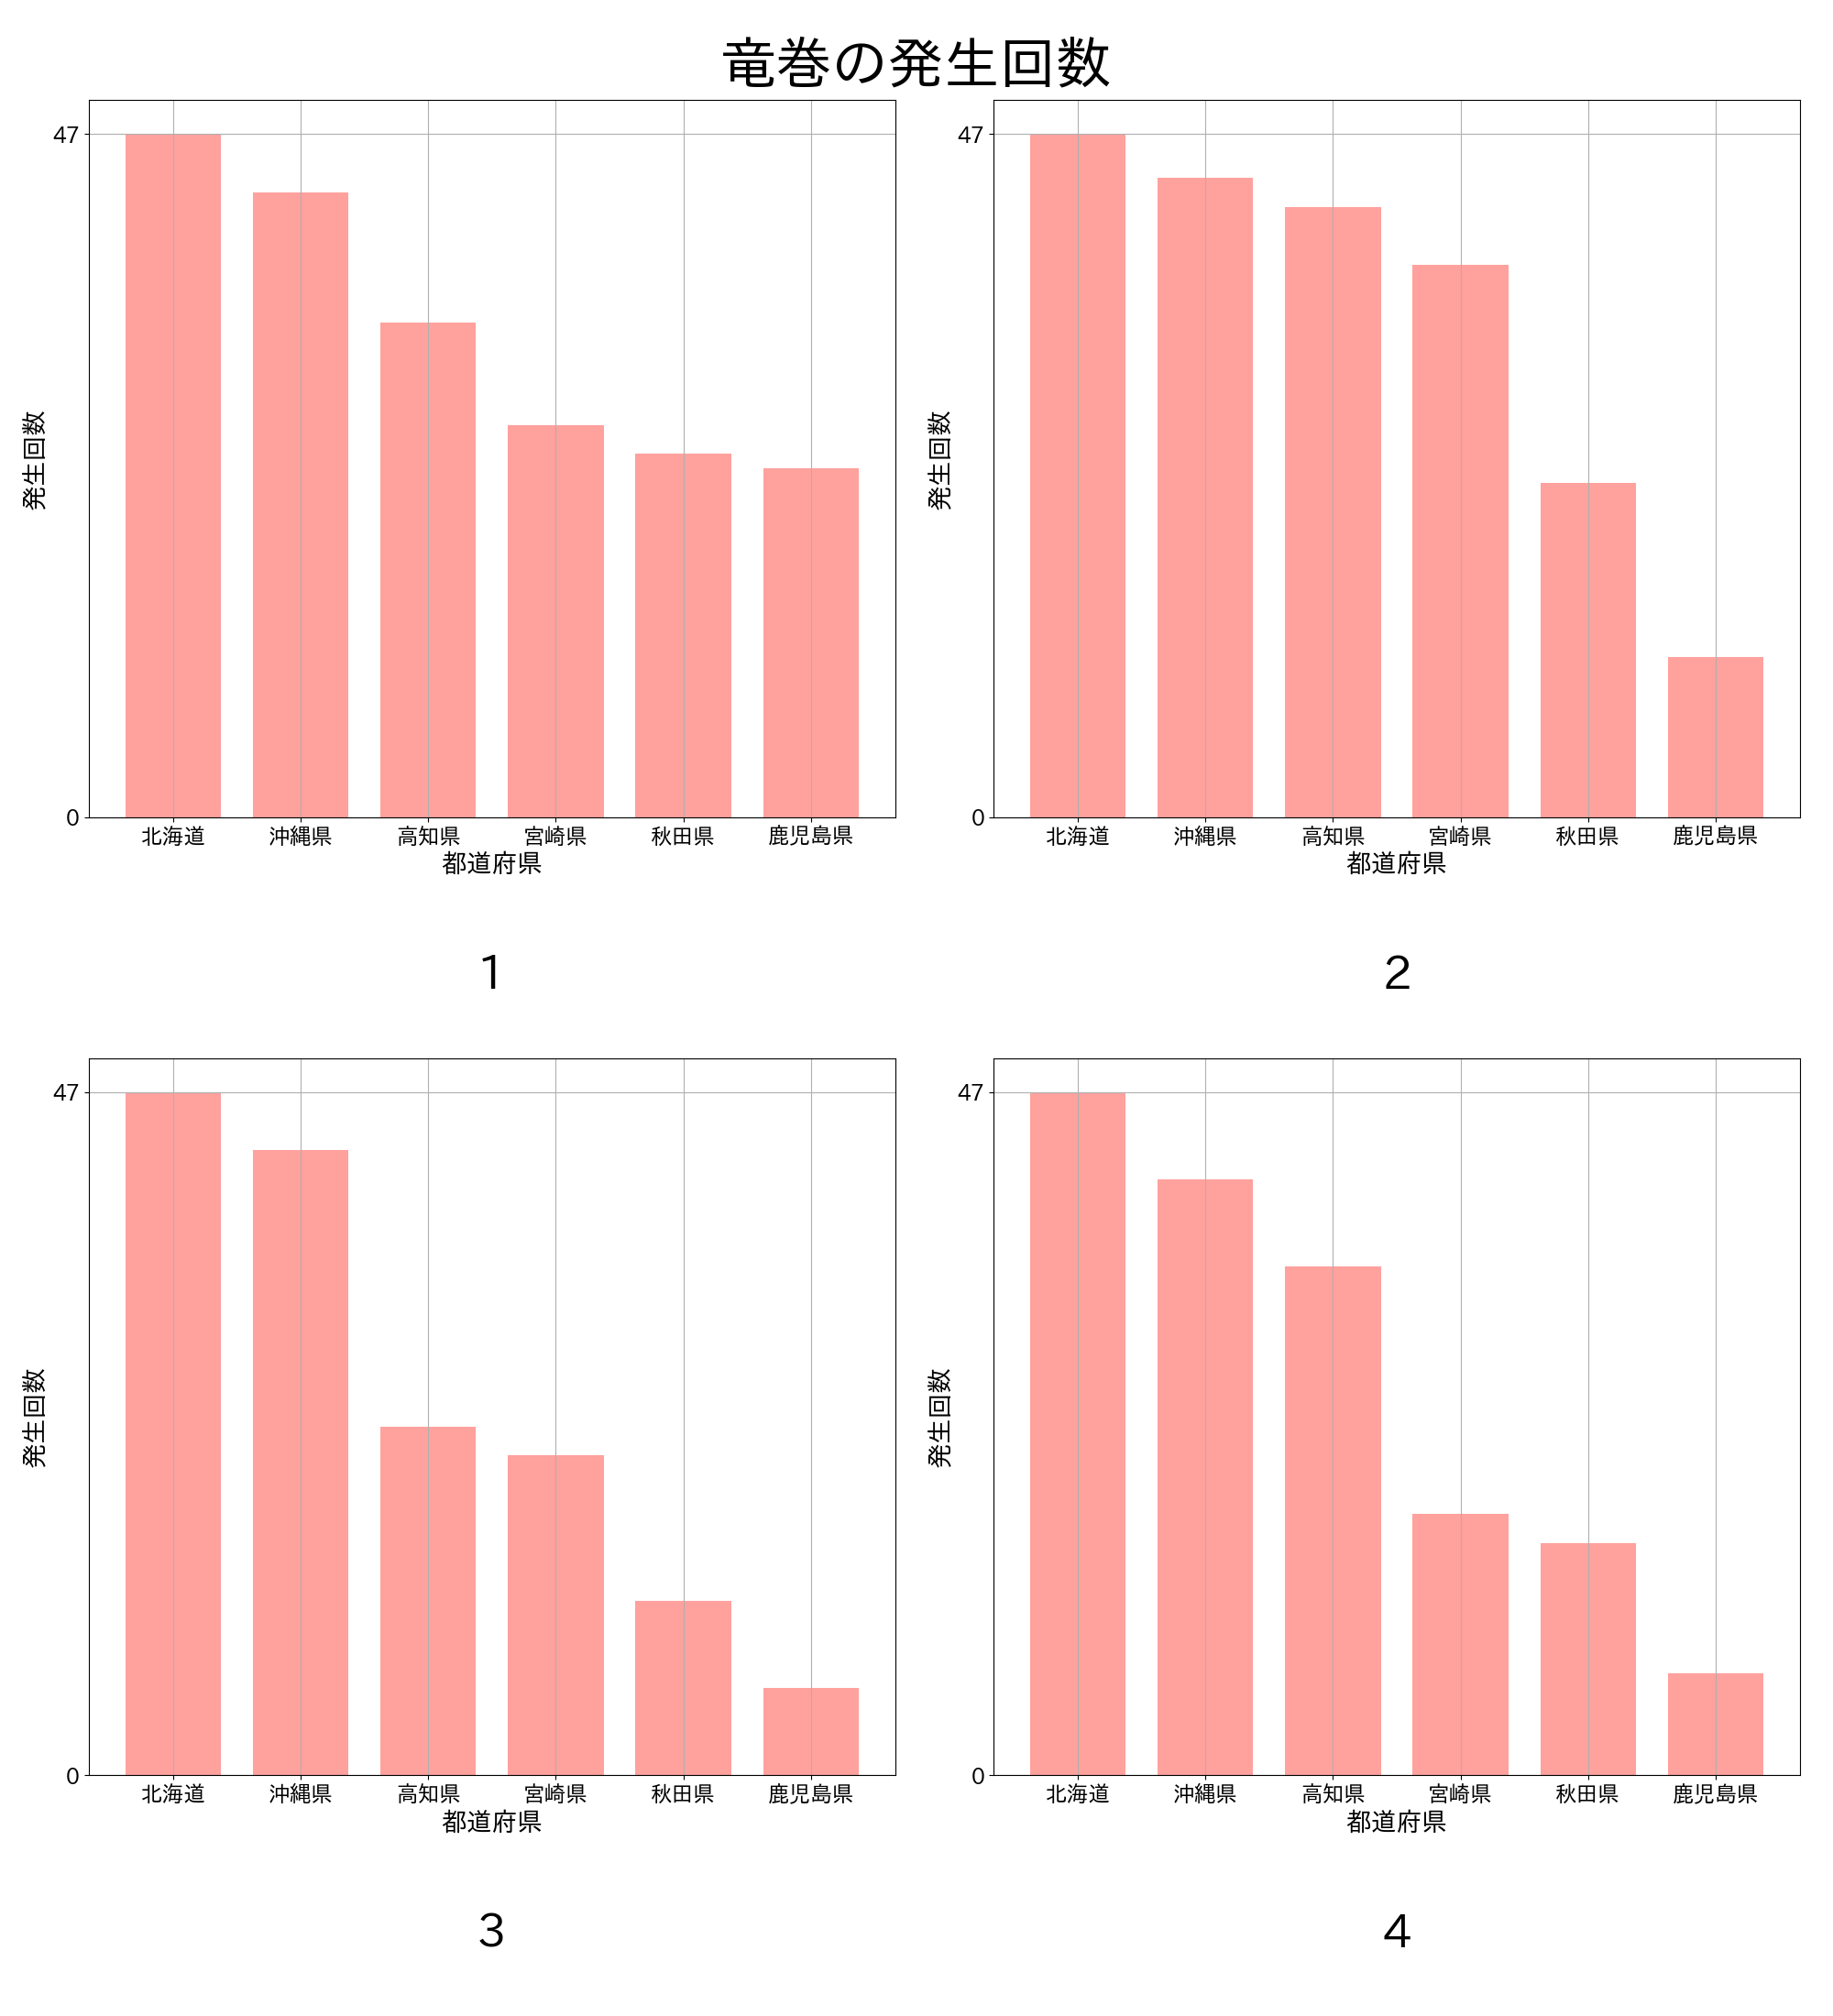 竜巻の発生回数
47
0
発生回数
北海道 沖縄県 高知県 宮崎県 秋田県 鹿児島県
都道府県
1
47
0
発生回数
北海道 沖縄県 高知県 宮崎県 秋田県 鹿児島県
都道府県
2
47
0
発生回数
北海道 沖縄県 高知県 宮崎県 秋田県 鹿児島県
都道府県
3
47
0
発生回数
北海道 沖縄県 高知県 宮崎県 秋田県 鹿児島県
都道府県
4